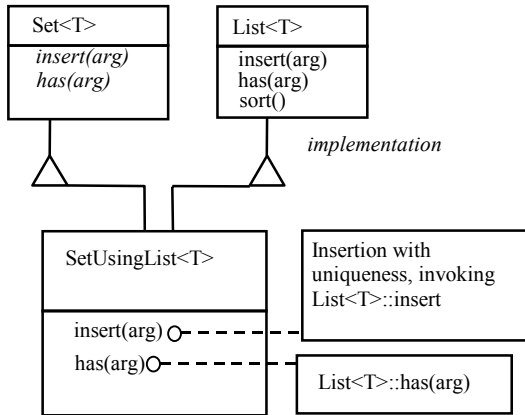 Set<T>
insert(arg)
has(arg)
List<T>
insert(arg)
has(arg)
sort()
implementation
SetUsingList<T>
insert(arg)
has(arg)
Insertion with
uniqueness, invoking
List<T>::insert
List<T>::has(arg)